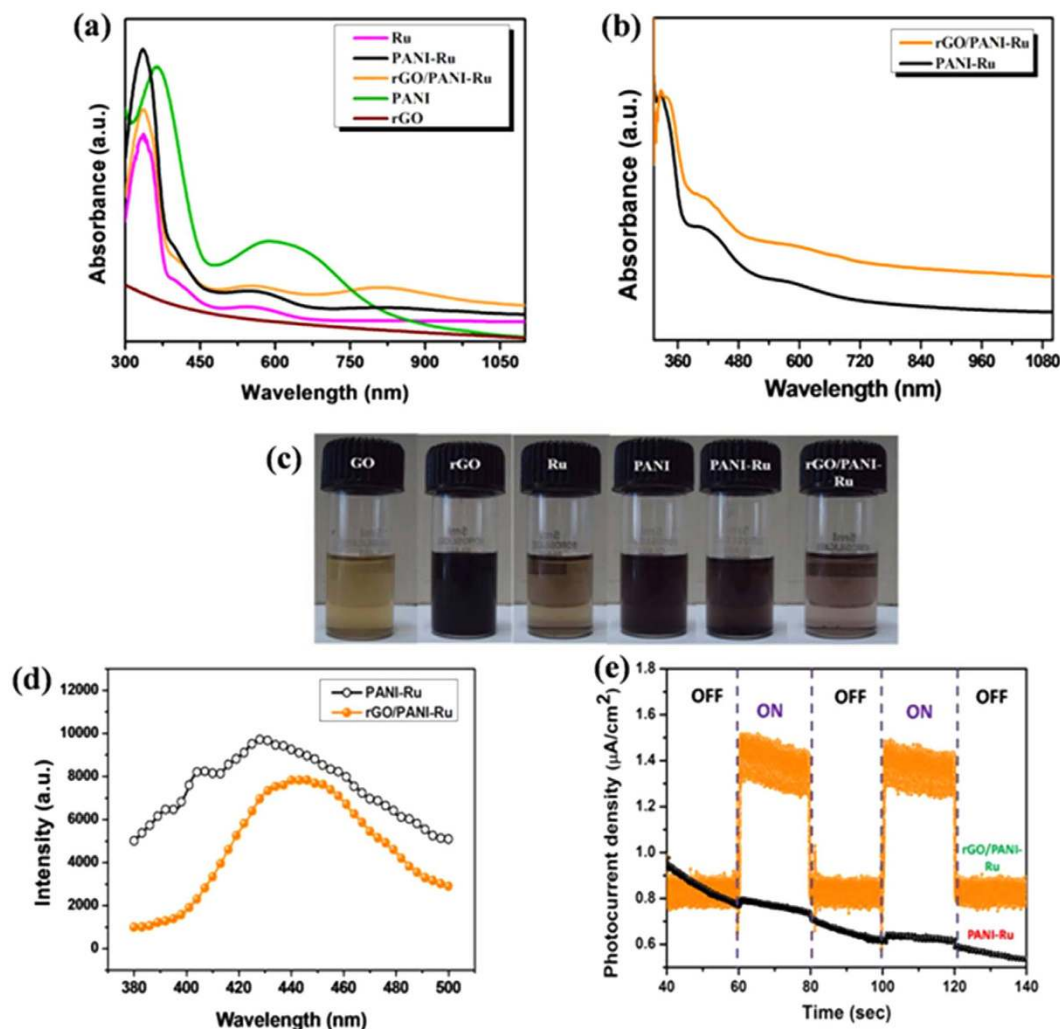 (a)
Ru
PANI-Ru
rGO/PANI-Ru
PANI
rGO
Absorbance (a.u.)
300 450 600 750 900 1050
Wavelength (nm)
(b)
rGO/PANI-Ru
PANI-Ru
Absorbance (a.u.)
360 480 600 720 840 960 1080
Wavelength (nm)
(c)
GO
rGO
Ru
PANI
PANI-Ru
rGO/PANI-
Ru
(d)
PANI-Ru
rGO/PANI-Ru
Intensity (a.u.)
12000
10000
8000
6000
4000
2000
0
380 400 420 440 460 480 500
Wavelength (nm)
(e)
Photocurrent density (μA/cm²)
1.8
1.6
1.4
1.2
1.0
0.8
0.6
OFF ON OFF ON OFF
rGO/PANI-
Ru
PANI-Ru
40 60 80 100 120 140
Time (sec)